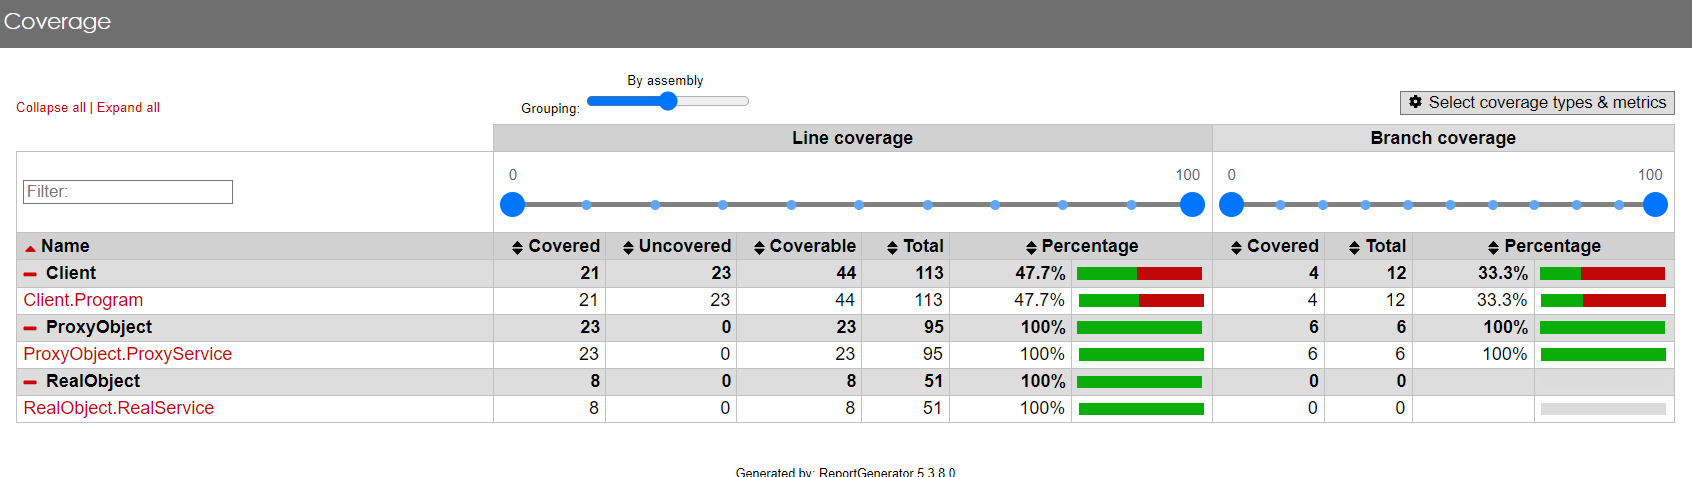 Coverage
By assembly
Collapse all | Expand all
Grouping:
Select coverage types & metrics
Line coverage Branch coverage
0 100 0 100
Filter:
Name Covered Uncovered Coverable Total Percentage Covered Total Percentage
Client 21 23 44 113 47.7% 4 12 33.3%
Client.Program 21 23 44 113 47.7% 4 12 33.3%
ProxyObject 23 0 23 95 100% 6 6 100%
ProxyObject.ProxyService 23 0 23 95 100% 6 6 100%
RealObject 8 0 8 51 100% 0 0
RealObject.RealService 8 0 8 51 100% 0 0
Generated by: ReportGenerator 5.3.8.0